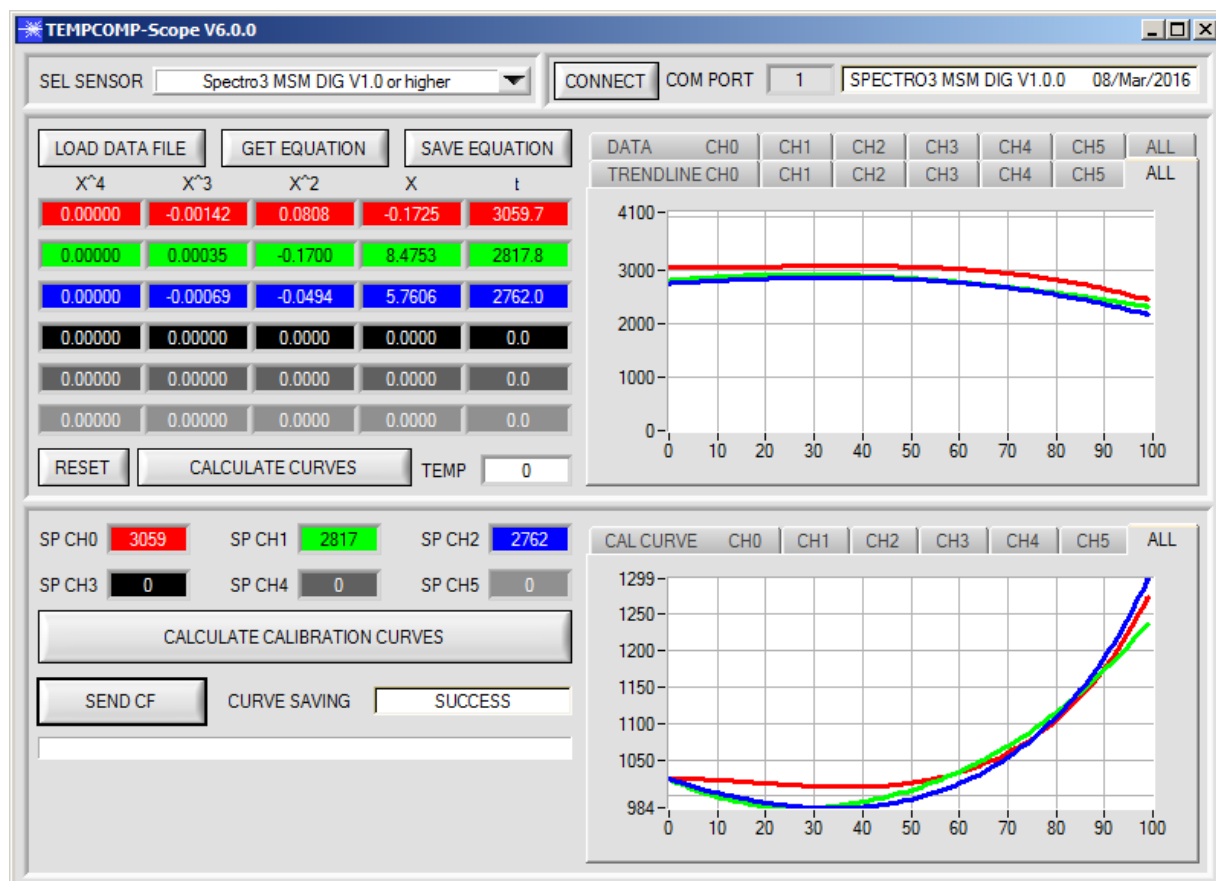 TEMPCOMP-Scope V6.0.0
SEL SENSOR Spectro3 MSM DIG V1.0 or higher
CONNECT COM PORT 1 SPECTRO3 MSM DIG V1.0.0 08/Mar/2016
LOAD DATA FILE GET EQUATION SAVE EQUATION
X^4 X^3 X^2 X t
0.00000 -0.00142 0.0808 -0.1725 3059.7
0.00000 0.00035 -0.1700 8.4753 2817.8
0.00000 -0.00069 -0.0494 5.7606 2762.0
0.00000 0.00000 0.0000 0.0000 0.0
0.00000 0.00000 0.0000 0.0000 0.0
0.00000 0.00000 0.0000 0.0000 0.0
RESET CALCULATE CURVES TEMP 0
DATA CH0 CH1 CH2 CH3 CH4 CH5 ALL
TRENDLINE CH0 CH1 CH2 CH3 CH4 CH5 ALL
4100
3000
2000
1000
0
0 10 20 30 40 50 60 70 80 90 100
SP CH0 3059 SP CH1 2817 SP CH2 2762
SP CH3 0 SP CH4 0 SP CH5 0
CALCULATE CALIBRATION CURVES
SEND CF CURVE SAVING SUCCESS
CAL CURVE CH0 CH1 CH2 CH3 CH4 CH5 ALL
1299
1250
1200
1150
1100
1050
984
0 10 20 30 40 50 60 70 80 90 100